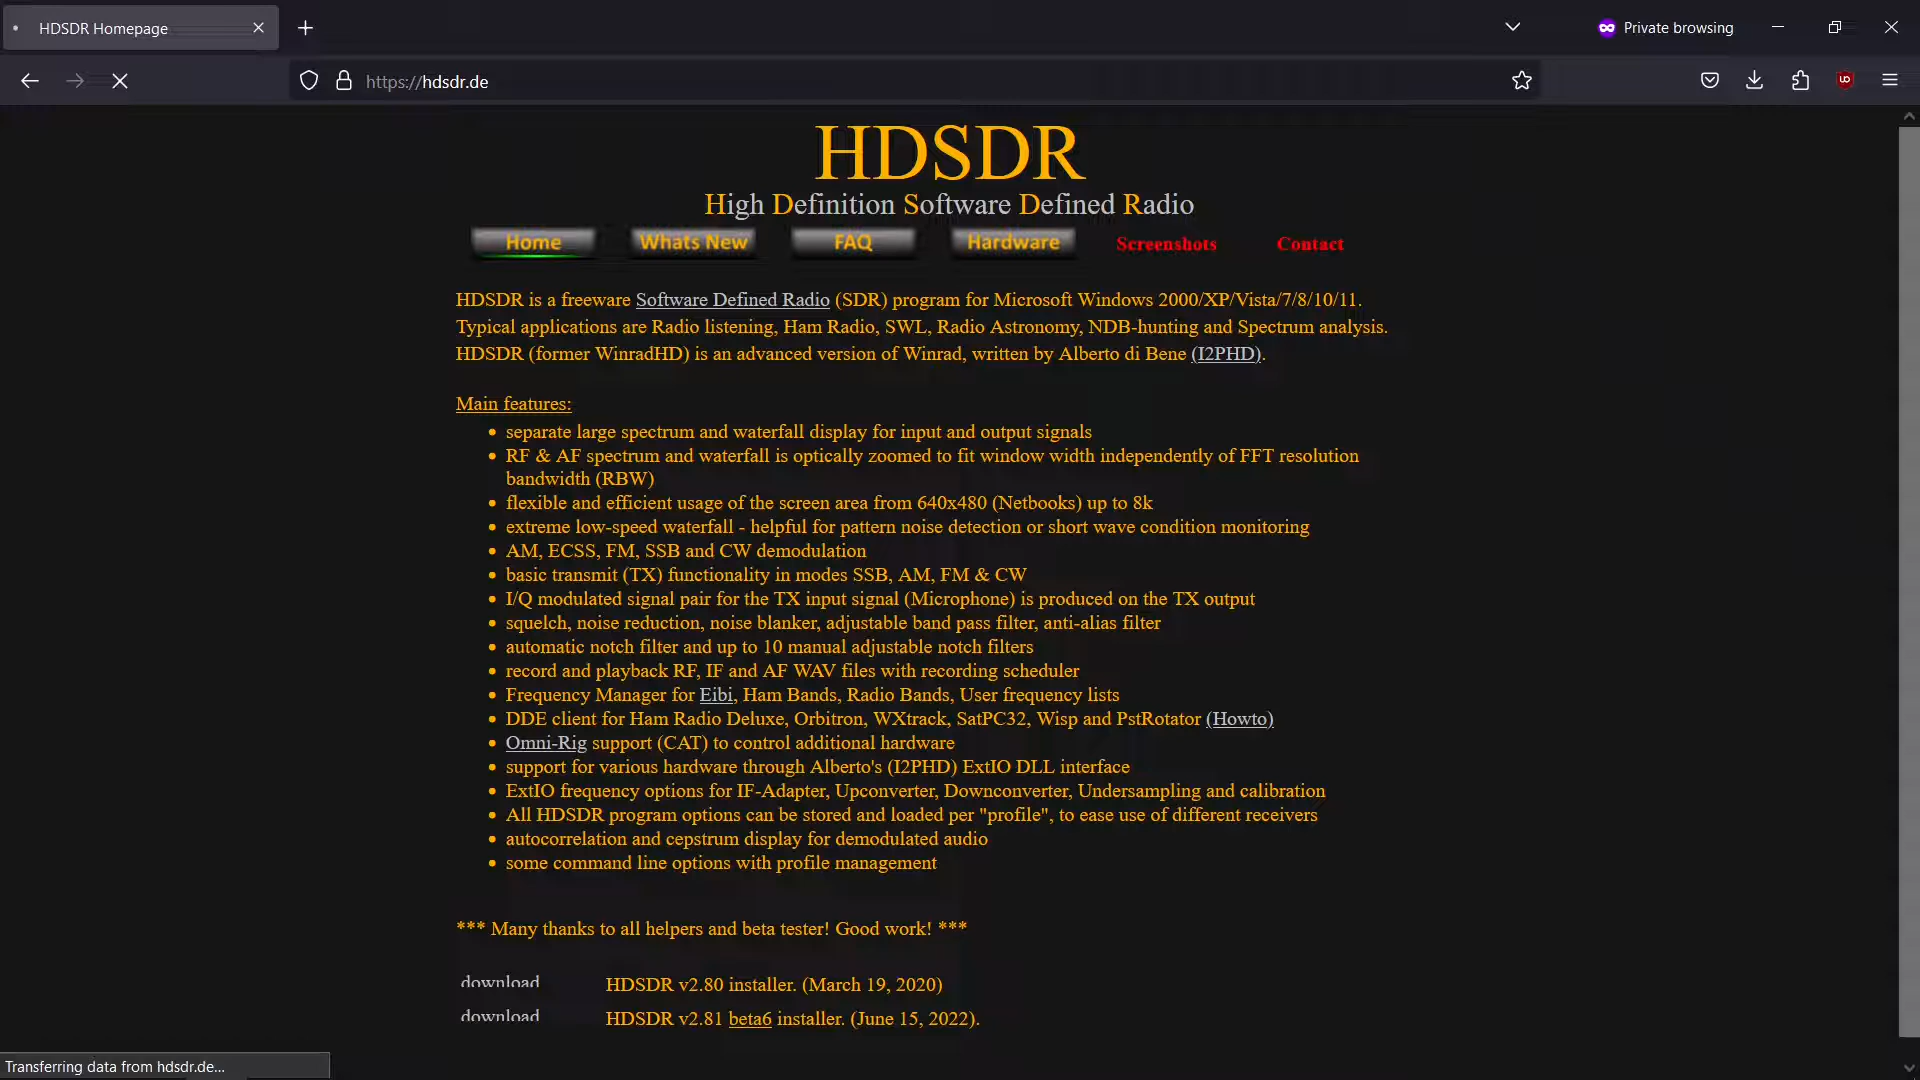 HDSDR Homepage
Private browsing
https://hdsdr.de
HDSDR
High Definition Software Defined Radio
Home Whats New FAQ Hardware Screenshots Contact
HDSDR is a freeware Software Defined Radio (SDR) program for Microsoft Windows 2000/XP/Vista/7/8/10/11.
Typical applications are Radio listening, Ham Radio, SWL, Radio Astronomy, NDB-hunting and Spectrum analysis.
HDSDR (former WinradHD) is an advanced version of Winrad, written by Alberto di Bene (I2PHD).
Main features:
• separate large spectrum and waterfall display for input and output signals
• RF & AF spectrum and waterfall is optically zoomed to fit window width independently of FFT resolution
bandwidth (RBW)
• flexible and efficient usage of the screen area from 640x480 (Netbooks) up to 8k
• extreme low-speed waterfall - helpful for pattern noise detection or short wave condition monitoring
• AM, ECSS, FM, SSB and CW demodulation
• basic transmit (TX) functionality in modes SSB, AM, FM & CW
• I/Q modulated signal pair for the TX input signal (Microphone) is produced on the TX output
• squelch, noise reduction, noise blanker, adjustable band pass filter, anti-alias filter
• automatic notch filter and up to 10 manual adjustable notch filters
• record and playback RF, IF and AF WAV files with recording scheduler
• Frequency Manager for Eibi, Ham Bands, Radio Bands, User frequency lists
• DDE client for Ham Radio Deluxe, Orbitron, WXtrack, SatPC32, Wisp and PstRotator (Howto)
• Omni-Rig support (CAT) to control additional hardware
• support for various hardware through Alberto's (I2PHD) ExtIO DLL interface
• ExtIO frequency options for IF-Adapter, Upconverter, Downconverter, Undersampling and calibration
• All HDSDR program options can be stored and loaded per "profile", to ease use of different receivers
• autocorrelation and cepstrum display for demodulated audio
• some command line options with profile management
*** Many thanks to all helpers and beta tester! Good work! ***
download HDSDR v2.80 installer. (March 19, 2020)
download HDSDR v2.81 beta6 installer. (June 15, 2022).
Transferring data from hdsdr.de...